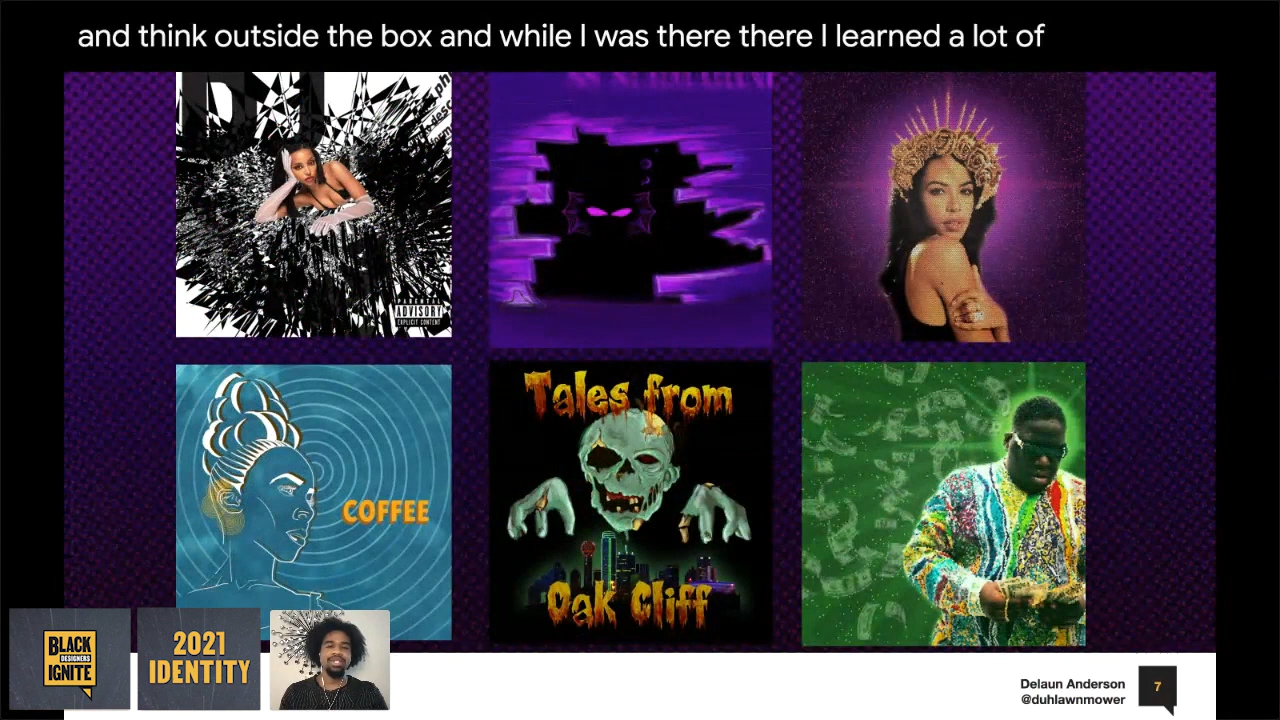 and think outside the box and while I was there there I learned a lot of
PARENTAL
ADVISORY
EXPLICIT CONTENT
COFFEE
Tales from
Oak Cliff
BLACK
DESIGNERS
IGNITE
2021
IDENTITY
Delaun Anderson
@duhlawnmower
7